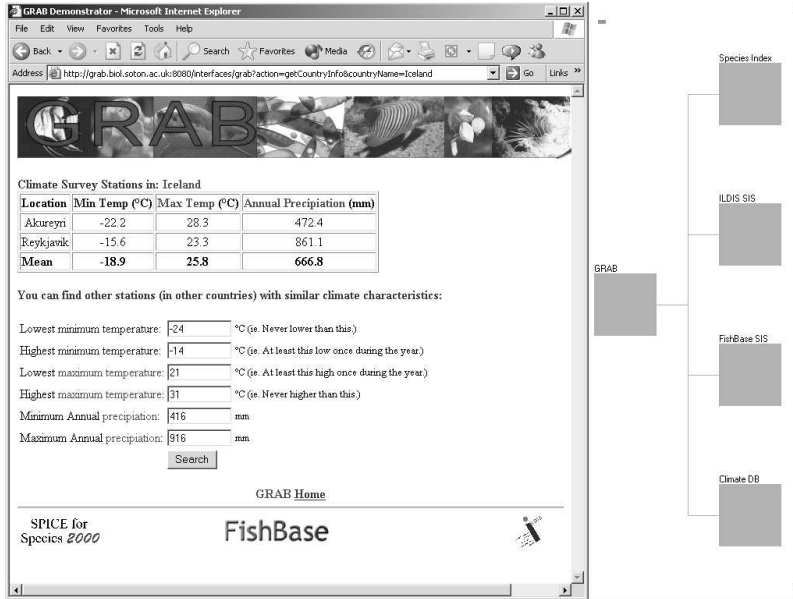 GRAB Demonstrator - Microsoft Internet Explorer
File Edit View Favorites Tools Help
Back Search Favorites Media
Address http://grab.biol.soton.ac.uk:8080/interfaces/grab?action=getCountryInfo&countryName=Iceland Go Links »
GRAB
Climate Survey Stations in: Iceland
Location Min Temp (°C) Max Temp (°C) Annual Precipiation (mm)
Akureyri -22.2 28.3 472.4
Reykjavik -15.6 23.3 861.1
Mean -18.9 25.8 666.8
You can find other stations (in other countries) with similar climate characteristics:
Lowest minimum temperature: -24 °C (ie. Never lower than this.)
Highest minimum temperature: -14 °C (ie. At least this low once during the year.)
Lowest maximum temperature: 21 °C (ie. At least this high once during the year.)
Highest maximum temperature: 31 °C (ie. Never higher than this.)
Minimum Annual precipiation: 416 mm
Maximum Annual precipiation: 916 mm
Search
GRAB Home
SPICE for
Species 2000
FishBase
Species Index
ILDIS SIS
GRAB
FishBase SIS
Climate DB